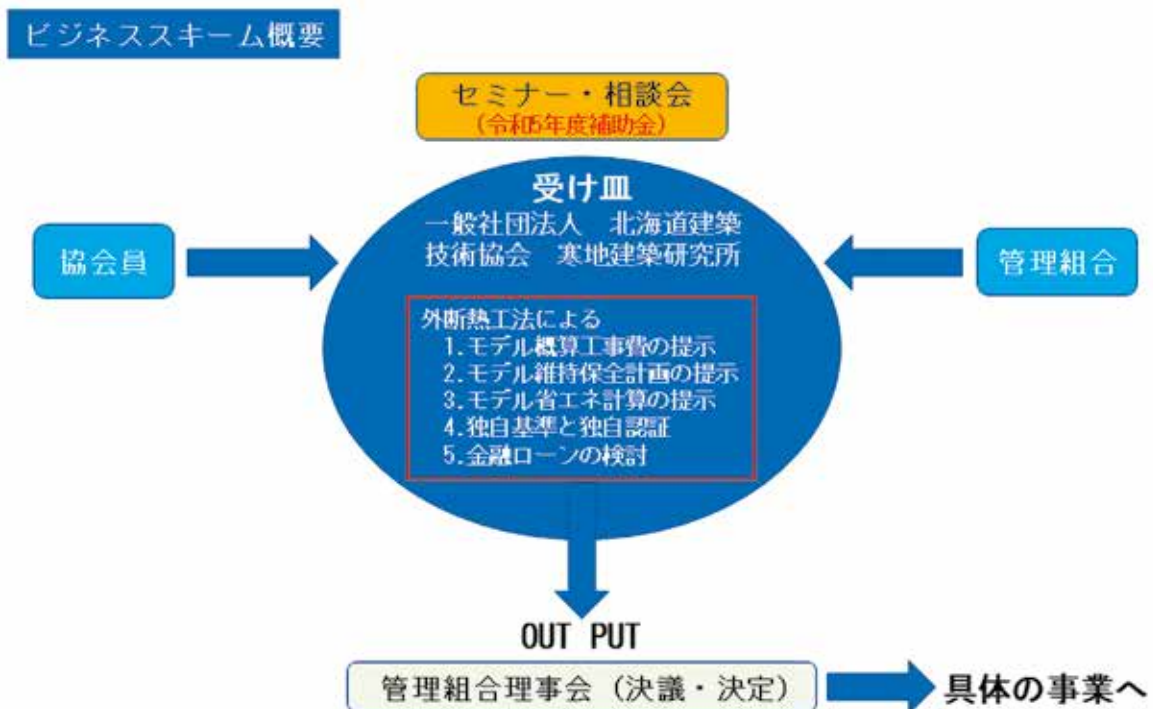 ビジネススキーム概要
セミナー・相談会
(令和5年度補助金)
受け皿
一般社団法人 北海道建築
技術協会 寒地建築研究所
協会員
管理組合
外断熱工法による
1.モデル概算工事費の提示
2.モデル維持保全計画の提示
3.モデル省エネ計算の提示
4.独自基準と独自認証
5.金融ローンの検討
OUT PUT
管理組合理事会（決議・決定）
具体の事業へ